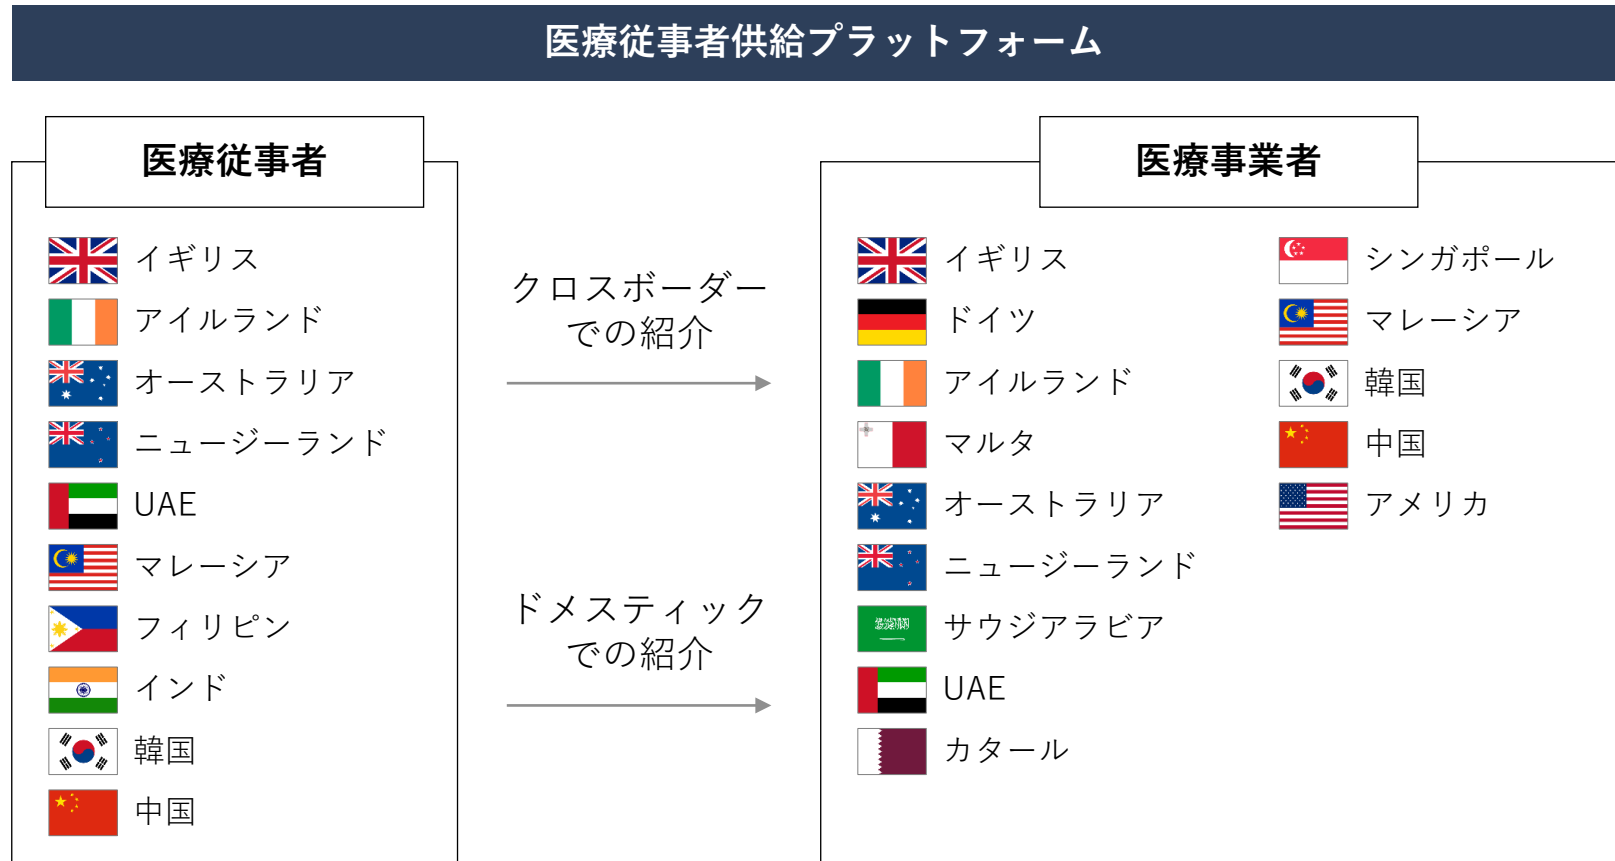 医療従事者供給プラットフォーム
医療従事者
イギリス
アイルランド
オーストラリア
ニュージーランド
UAE
マレーシア
フィリピン
インド
韓国
中国
クロスボーダー
での紹介
ドメスティック
での紹介
医療事業者
イギリス
ドイツ
アイルランド
マルタ
オーストラリア
ニュージーランド
サウジアラビア
UAE
カタール
シンガポール
マレーシア
韓国
中国
アメリカ